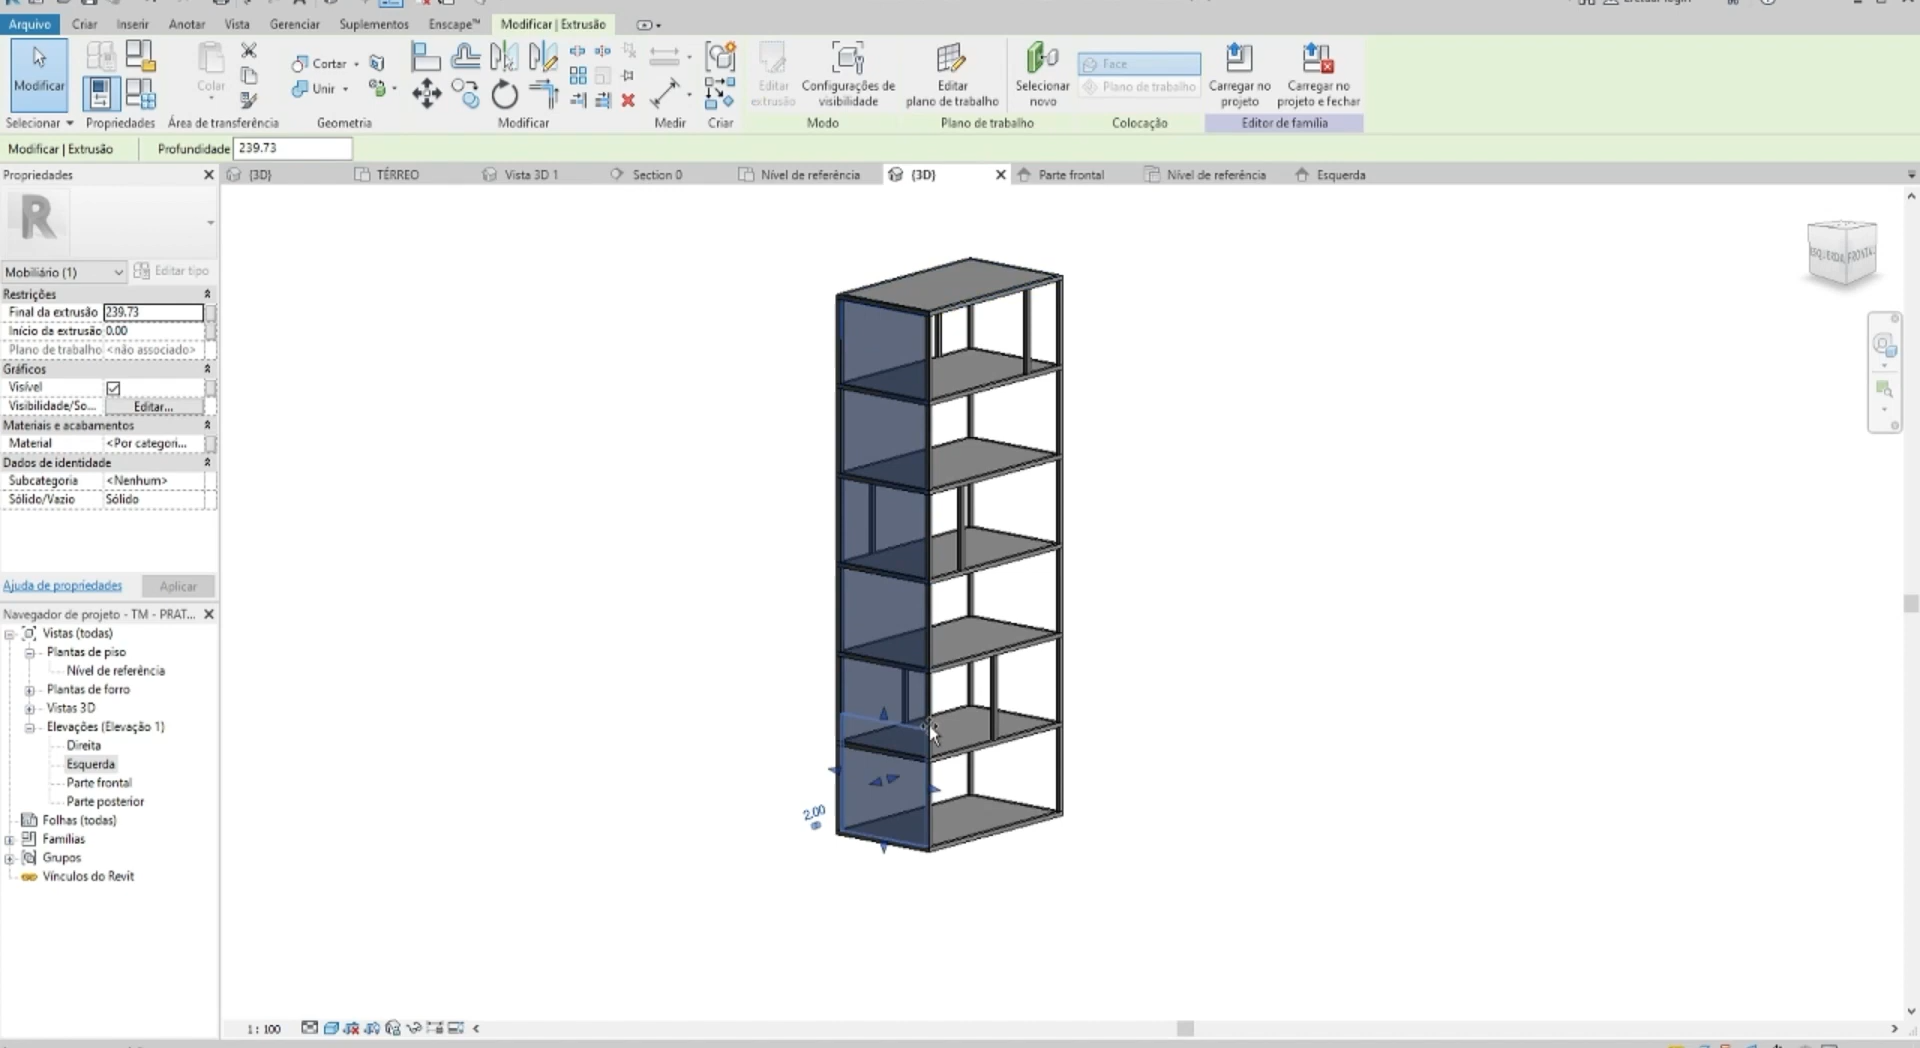 Arquivo Criar Inserir Anotar Vista Gerenciar Suplementos Enscape™ Modificar | Extrusão
Modificar
Colar
Cortar
Unir
Editar extrusão
Configurações de visibilidade
Editar plano de trabalho
Selecionar novo
Face
Plano de trabalho
Carregar no projeto
Carregar no projeto e fechar
Selecionar Propriedades Área de transferência Geometria Modificar Medir Criar Modo Plano de trabalho Colocação Editor de família
Modificar | Extrusão Profundidade 239.73
Propriedades
{3D} TÉRREO Vista 3D 1 Section 0 Nível de referência {3D} Parte frontal Nível de referência Esquerda
R
Mobiliário (1) Editar tipo
Restrições
Final da extrusão 239.73
Início da extrusão 0.00
Plano de trabalho <não associado>
Gráficos
Visível
Visibilidade/So... Editar...
Materiais e acabamentos
Material <Por categori...
Dados de identidade
Subcategoria <Nenhum>
Sólido/Vazio Sólido
Ajuda de propriedades Aplicar
Navegador de projeto - TM - PRAT...
Vistas (todas)
Plantas de piso
Nível de referência
Plantas de forro
Vistas 3D
Elevações (Elevação 1)
Direita
Esquerda
Parte frontal
Parte posterior
Folhas (todas)
Famílias
Grupos
Vínculos do Revit
ESQUERDA FRONTAL
2.00
1 : 100